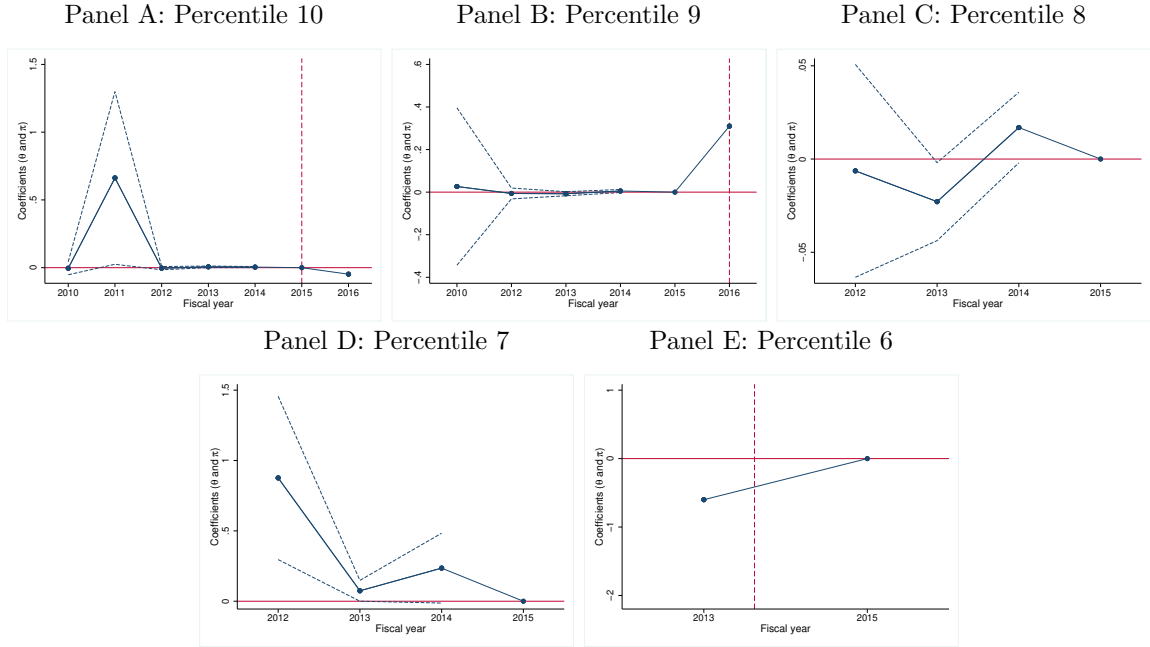 Panel A: Percentile 10
Panel B: Percentile 9
Panel C: Percentile 8
Coefficients (θ and π)
1.5
1
.5
0
2010 2011 2012 2013 2014 2015 2016
Fiscal year
Coefficients (θ and π)
.6
.4
.2
0
-.2
-.4
2010 2012 2013 2014 2015 2016
Fiscal year
Coefficients (θ and π)
.05
0
-.05
2012 2013 2014 2015
Fiscal year
Panel D: Percentile 7
Panel E: Percentile 6
Coefficients (θ and π)
1.5
1
.5
0
2012 2013 2014 2015
Fiscal year
Coefficients (θ and π)
1
0
-1
-2
2013 2015
Fiscal year